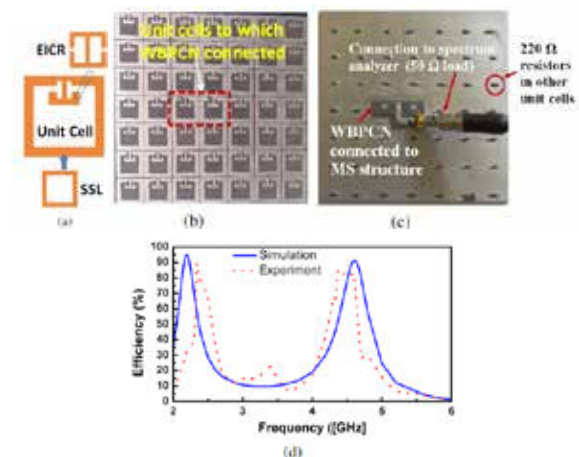 EICR
Unit Cell
SSL
(a)
Unit cells to which
WBPCN connected
(b)
Connection to spectrum
analyzer (50 Ω load)
WBPCN
connected to
MS structure
220 Ω
resistors
in other
unit cells
(c)
Efficiency (%)
100
90
80
70
60
50
40
30
20
10
0
Simulation
Experiment
2 3 4 5 6
Frequency ([GHz]
(d)